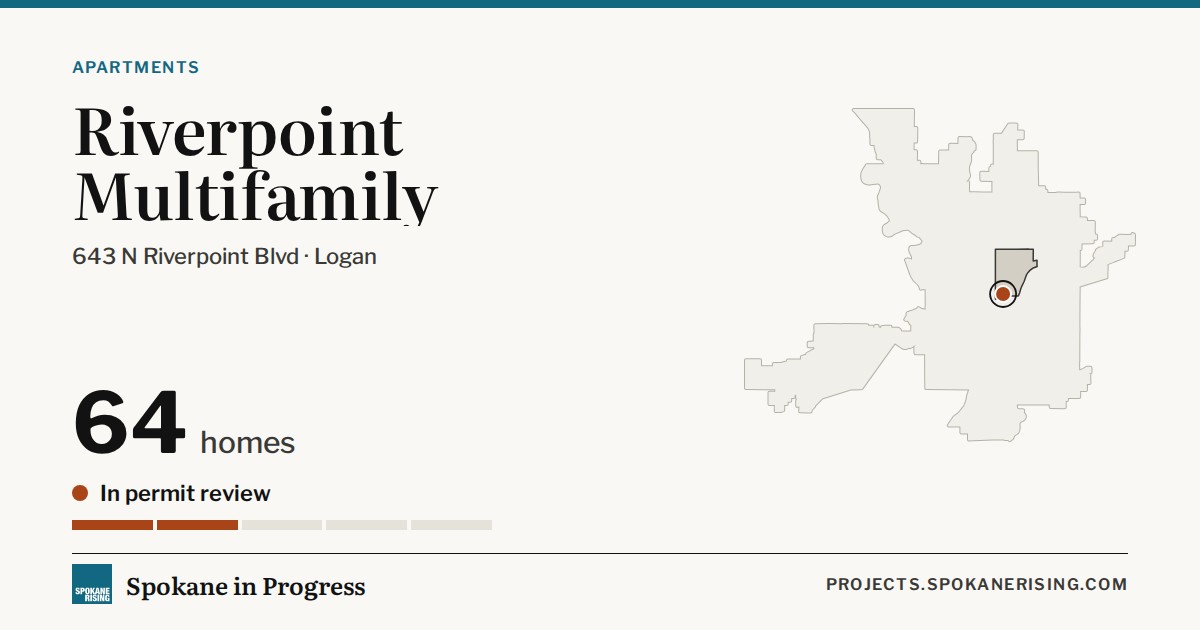 APARTMENTS
Riverpoint
Multifamily
643 N Riverpoint Blvd · Logan
64 homes
In permit review
SPOKANE
RISING
Spokane in Progress
PROJECTS.SPOKANERISING.COM